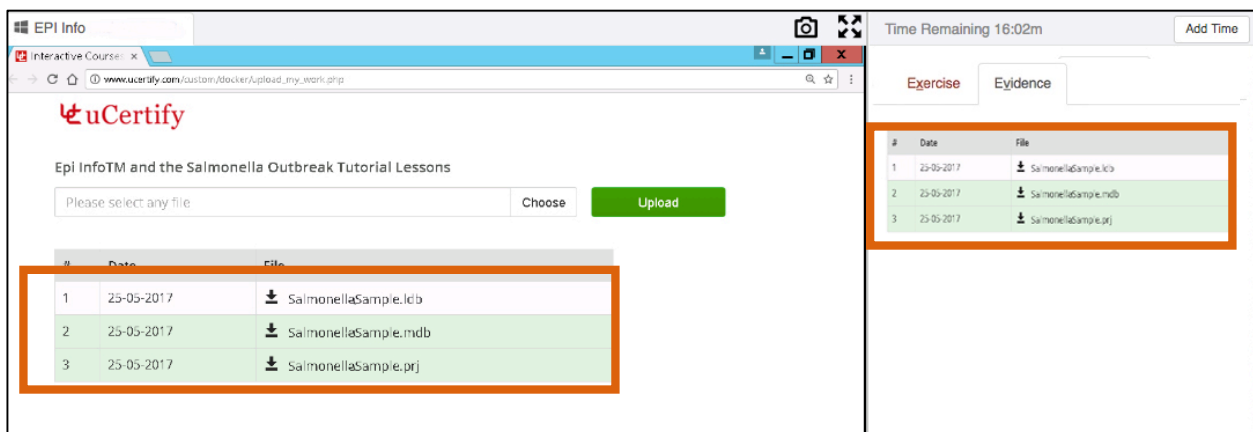 EPI Info
Time Remaining 16:02m
Add Time
Interactive Course
www.ucertify.com/custom/docker/upload_my_work.php
Exercise
Evidence
uCertify
Epi InfoTM and the Salmonella Outbreak Tutorial Lessons
Please select any file
Choose
Upload
# Date File
1 25-05-2017 SalmonellaSample.ldb
2 25-05-2017 SalmonellaSample.mdb
3 25-05-2017 SalmonellaSample.prj
# Date File
1 25-05-2017 SalmonellaSample.ldb
2 25-05-2017 SalmonellaSample.mdb
3 25-05-2017 SalmonellaSample.prj